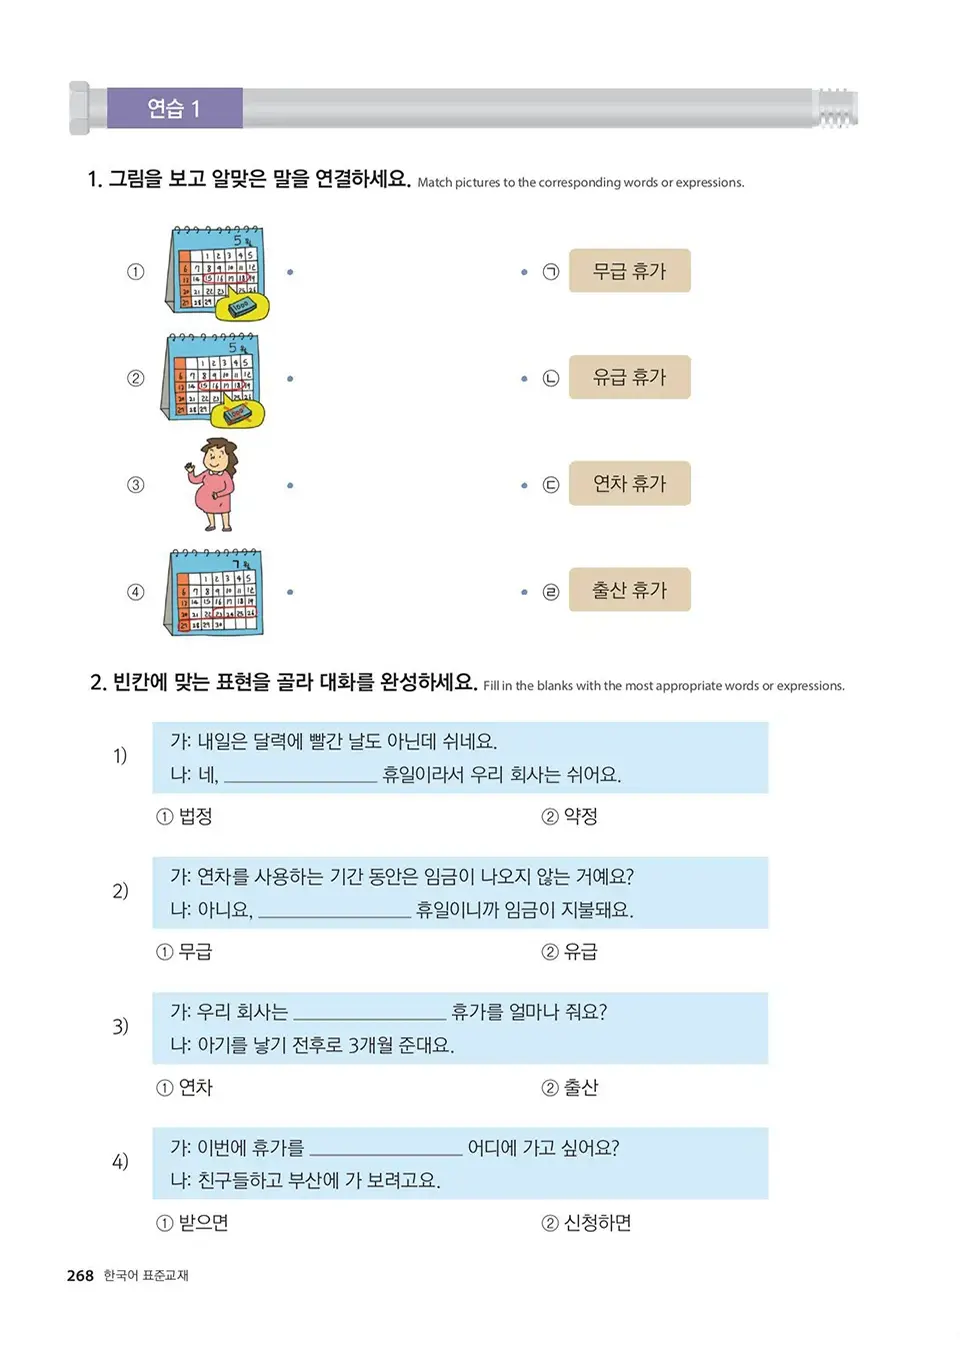 연습 1
1. 그림을 보고 알맞은 말을 연결하세요. Match pictures to the corresponding words or expressions.
① ㉠ 무급 휴가
② ㉡ 유급 휴가
③ ㉢ 연차 휴가
④ ㉣ 출산 휴가
2. 빈칸에 맞는 표현을 골라 대화를 완성하세요. Fill in the blanks with the most appropriate words or expressions.
1) 가: 내일은 달력에 빨간 날도 아닌데 쉬네요.
나: 네, ________________ 휴일이라서 우리 회사는 쉬어요.
① 법정 ② 약정
2) 가: 연차를 사용하는 기간 동안은 임금이 나오지 않는 거예요?
나: 아니요, ________________ 휴일이니까 임금이 지불돼요.
① 무급 ② 유급
3) 가: 우리 회사는 ________________ 휴가를 얼마나 줘요?
나: 아기를 낳기 전후로 3개월 준대요.
① 연차 ② 출산
4) 가: 이번에 휴가를 ________________ 어디에 가고 싶어요?
나: 친구들하고 부산에 가 보려고요.
① 받으면 ② 신청하면
268 한국어 표준교재